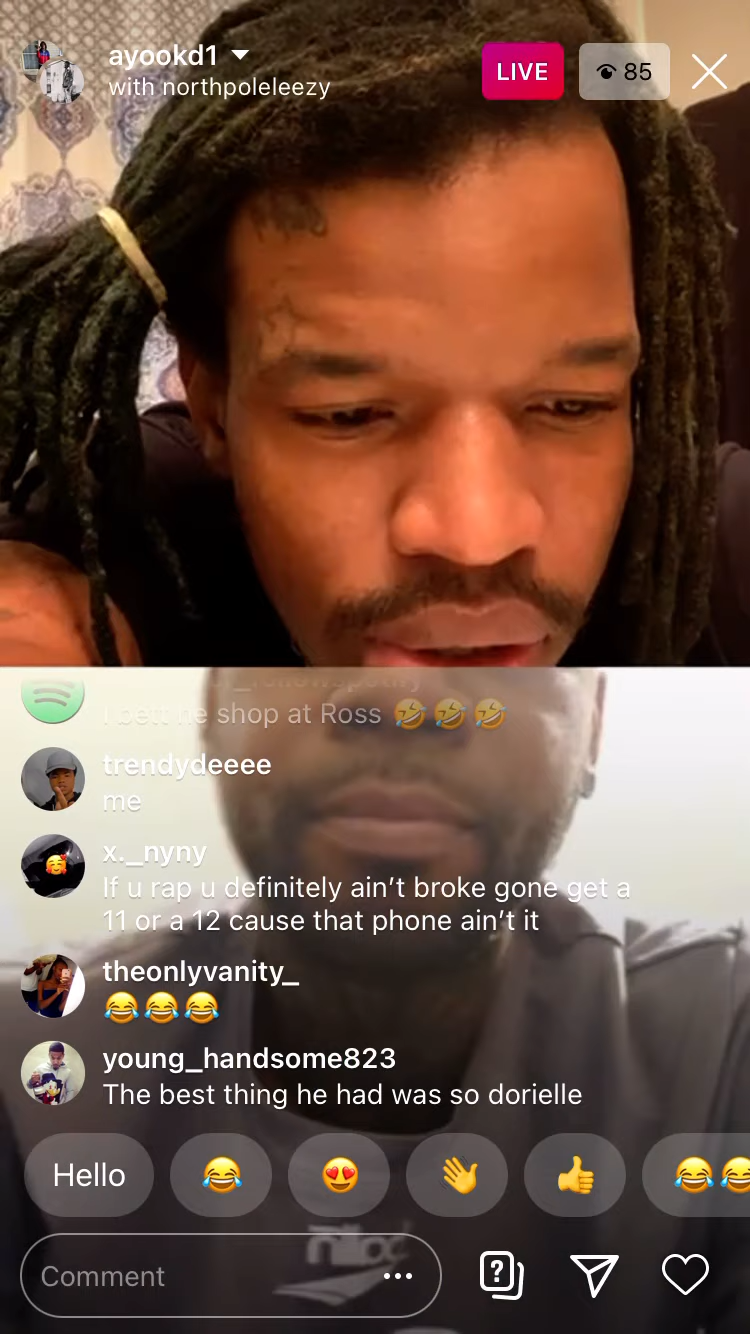 ayookd1
with northpoleleezy
LIVE
85
I bett he shop at Ross 🤣🤣🤣
trendydeeee
me
x._nyny
If u rap u definitely ain't broke gone get a
11 or a 12 cause that phone ain't it
theonlyvanity_
😂😂😂
young_handsome823
The best thing he had was so dorielle
Hello
😂
😍
👋
👍
😂😂
Comment